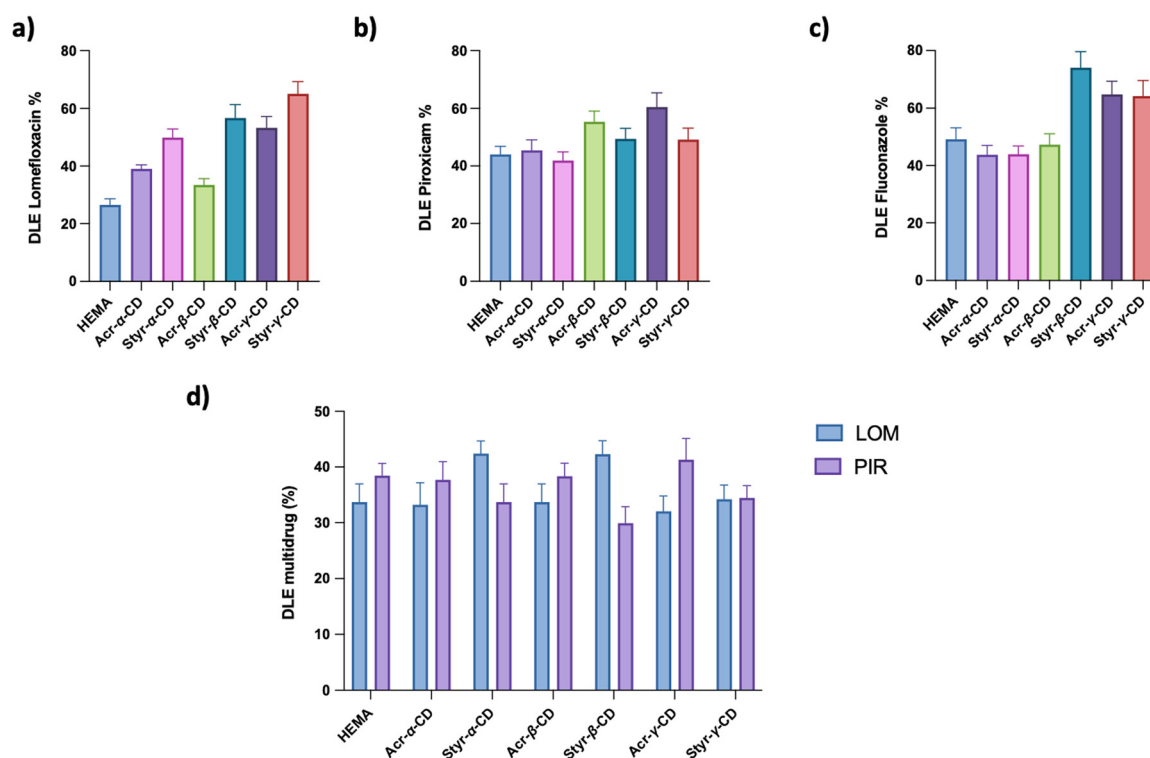 a)
DLE Lomefloxacin %
80
60
40
20
0
HEMA
Acr-α-CD
Styr-α-CD
Acr-β-CD
Styr-β-CD
Acr-γ-CD
Styr-γ-CD
b)
DLE Piroxicam %
80
60
40
20
0
HEMA
Acr-α-CD
Styr-α-CD
Acr-β-CD
Styr-β-CD
Acr-γ-CD
Styr-γ-CD
c)
DLE Fluconazole %
80
60
40
20
0
HEMA
Acr-α-CD
Styr-α-CD
Acr-β-CD
Styr-β-CD
Acr-γ-CD
Styr-γ-CD
d)
DLE multidrug (%)
50
40
30
20
10
0
HEMA
Acr-α-CD
Styr-α-CD
Acr-β-CD
Styr-β-CD
Acr-γ-CD
Styr-γ-CD
LOM
PIR